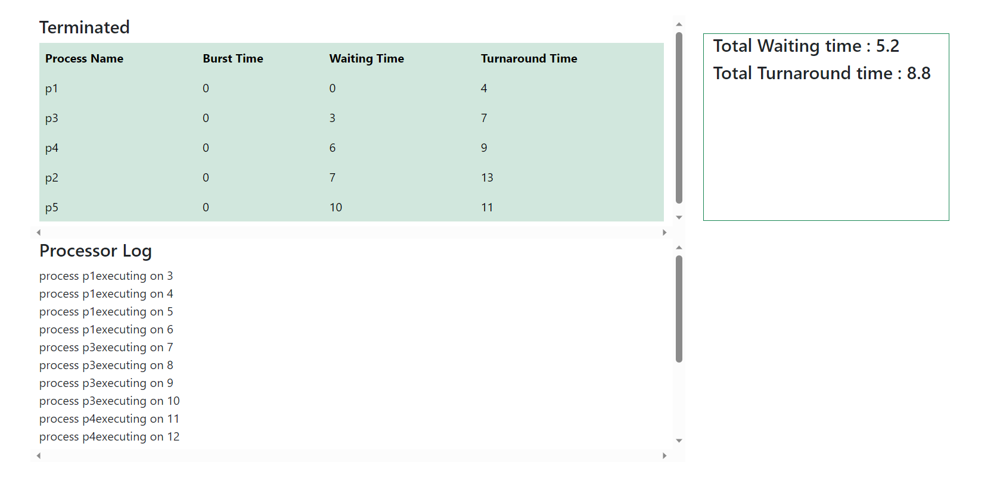 Terminated
Process Name Burst Time Waiting Time Turnaround Time
p1 0 0 4
p3 0 3 7
p4 0 6 9
p2 0 7 13
p5 0 10 11
Total Waiting time : 5.2
Total Turnaround time : 8.8
Processor Log
process p1executing on 3
process p1executing on 4
process p1executing on 5
process p1executing on 6
process p3executing on 7
process p3executing on 8
process p3executing on 9
process p3executing on 10
process p4executing on 11
process p4executing on 12